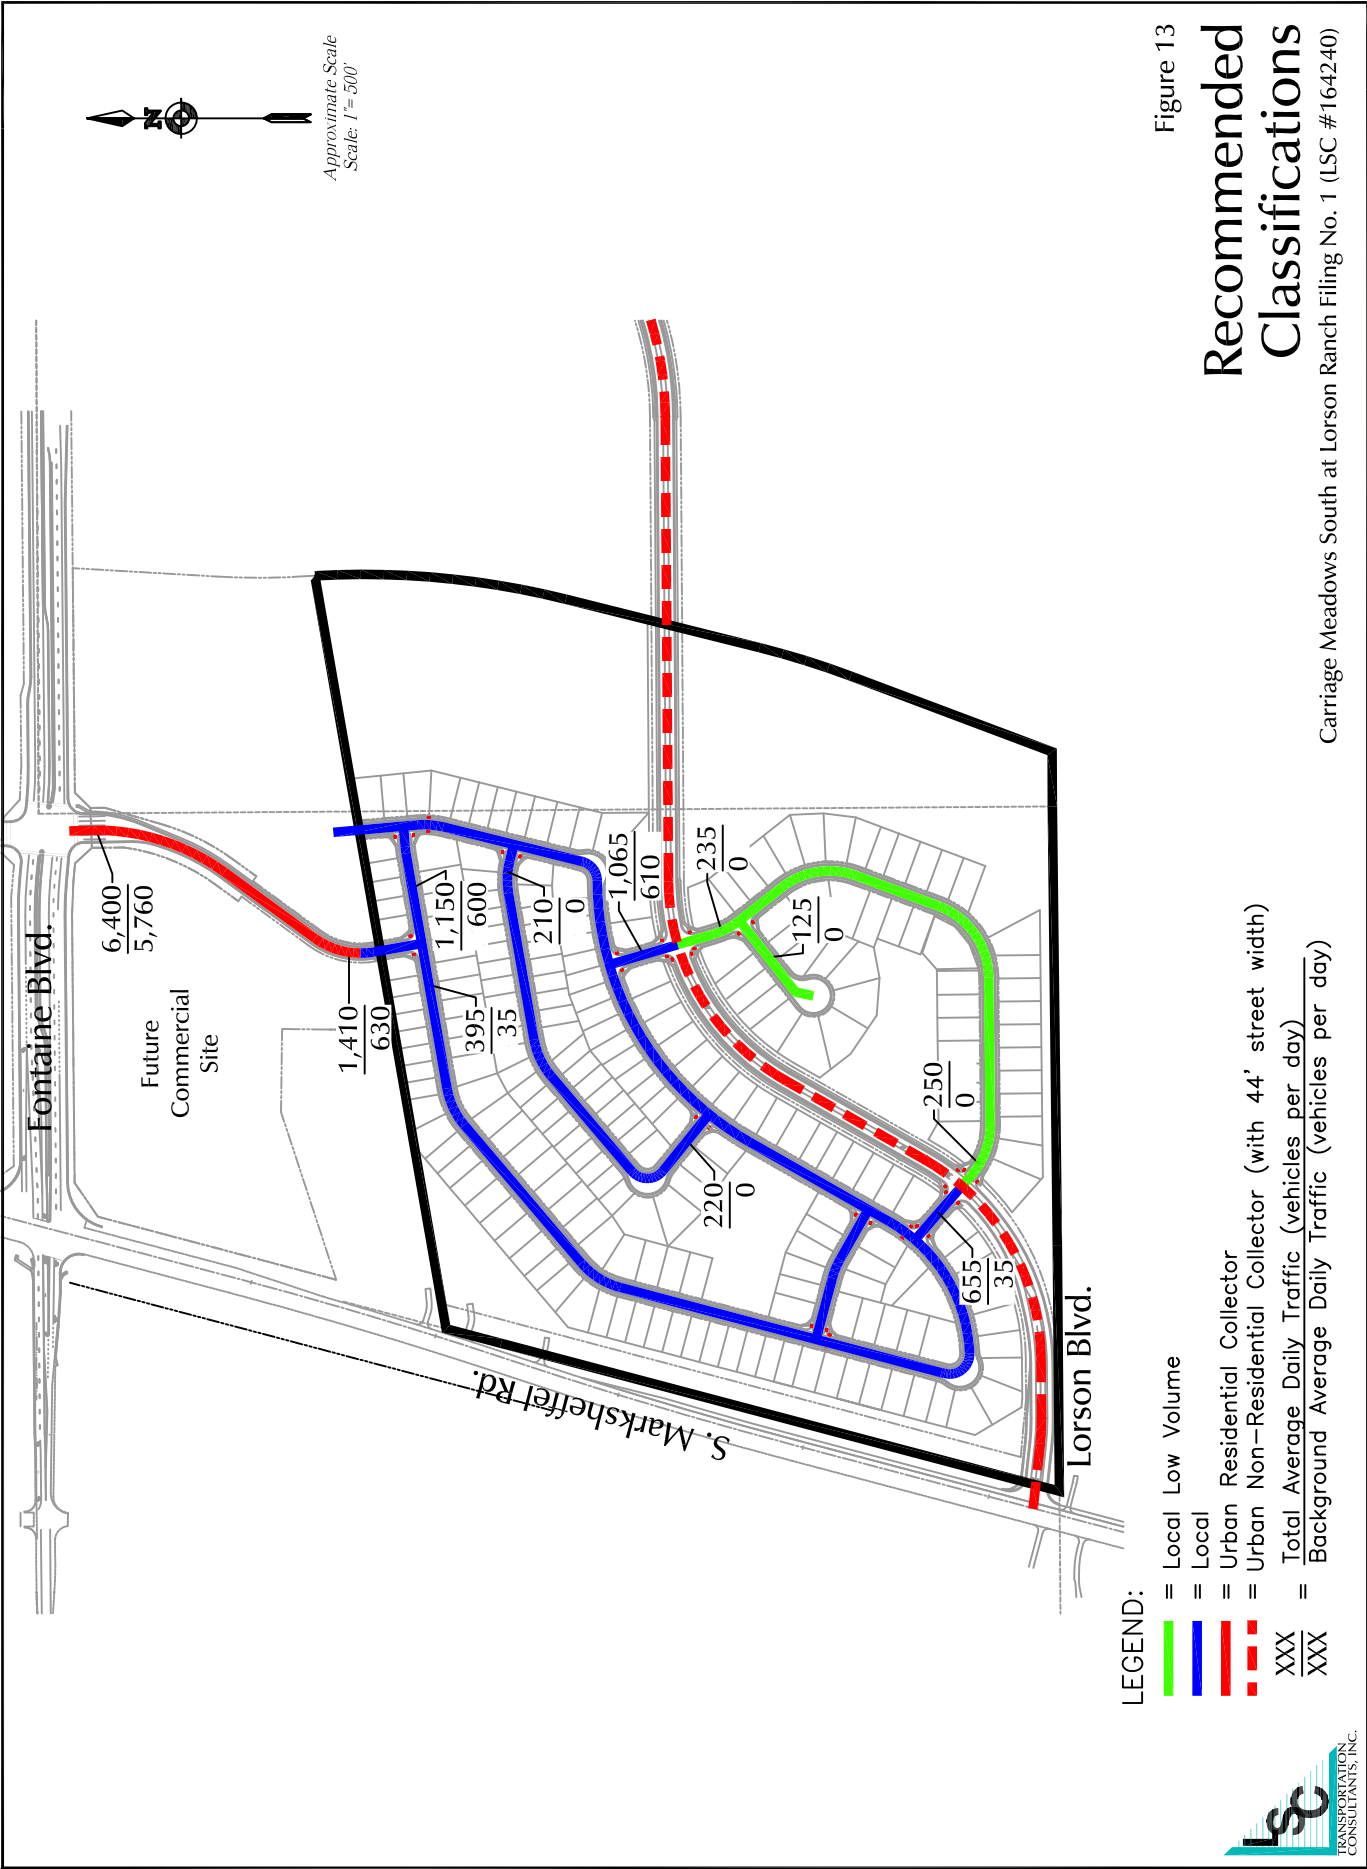 N
Approximate Scale
Scale: 1"= 500'
Fontaine Blvd.
6,400
5,760
Future
Commercial
Site
1,410
630
1,150
600
395
35
210
0
1,065
610
235
0
125
0
220
0
250
0
655
35
S. Marksheffel Rd.
Lorson Blvd.
LEGEND:
= Local Low Volume
= Local
= Urban Residential Collector
= Urban Non-Residential Collector (with 44' street width)
XXX
XXX
=
Total Average Daily Traffic (vehicles per day)
Background Average Daily Traffic (vehicles per day)
Figure 13
Recommended
Classifications
Carriage Meadows South at Lorson Ranch Filing No. 1 (LSC #164240)
LSC
TRANSPORTATION
CONSULTANTS, INC.